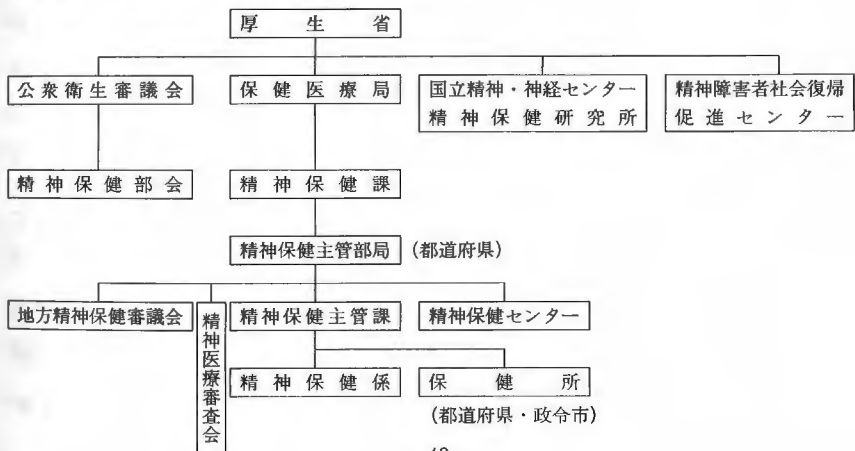 厚生省
公衆衛生審議会
保健医療局
国立精神・神経センター
精神保健研究所
精神障害者社会復帰
促進センター
精神保健部会
精神保健課
精神保健主管部局
(都道府県)
地方精神保健審議会
精神医療審査会
精神保健主管課
精神保健センター
精神保健係
保健所
(都道府県・政令市)